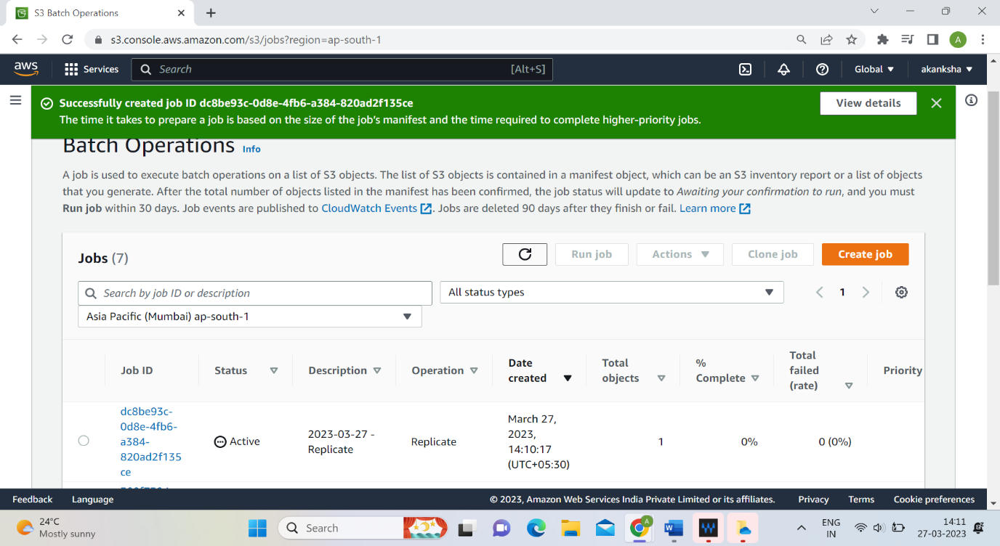 S3 Batch Operations
s3.console.aws.amazon.com/s3/jobs?region=ap-south-1
A
aws
Services
Search
[Alt+S]
Global
akanksha
Successfully created job ID dc8be93c-0d8e-4fb6-a384-820ad2f135ce
The time it takes to prepare a job is based on the size of the job's manifest and the time required to complete higher-priority jobs.
View details
Batch Operations Info
A job is used to execute batch operations on a list of S3 objects. The list of S3 objects is contained in a manifest object, which can be an S3 inventory report or a list of objects
that you generate. After the total number of objects listed in the manifest has been confirmed, the job status will update to Awaiting your confirmation to run, and you must
Run job within 30 days. Job events are published to CloudWatch Events. Jobs are deleted 90 days after they finish or fail. Learn more
Jobs (7)
Run job
Actions
Clone job
Create job
Search by job ID or description
All status types
1
Asia Pacific (Mumbai) ap-south-1
Job ID
Status
Description
Operation
Date
created
Total
objects
%
Complete
Total
failed
(rate)
Priority
dc8be93c-
0d8e-4fb6-
a384-
820ad2f135
ce
Active
2023-03-27 -
Replicate
Replicate
March 27,
2023,
14:10:17
(UTC+05:30)
1
0%
0 (0%)
Feedback
Language
© 2023, Amazon Web Services India Private Limited or its affiliates.
Privacy
Terms
Cookie preferences
24°C
Mostly sunny
Search
A
W
ENG
IN
14:11
27-03-2023